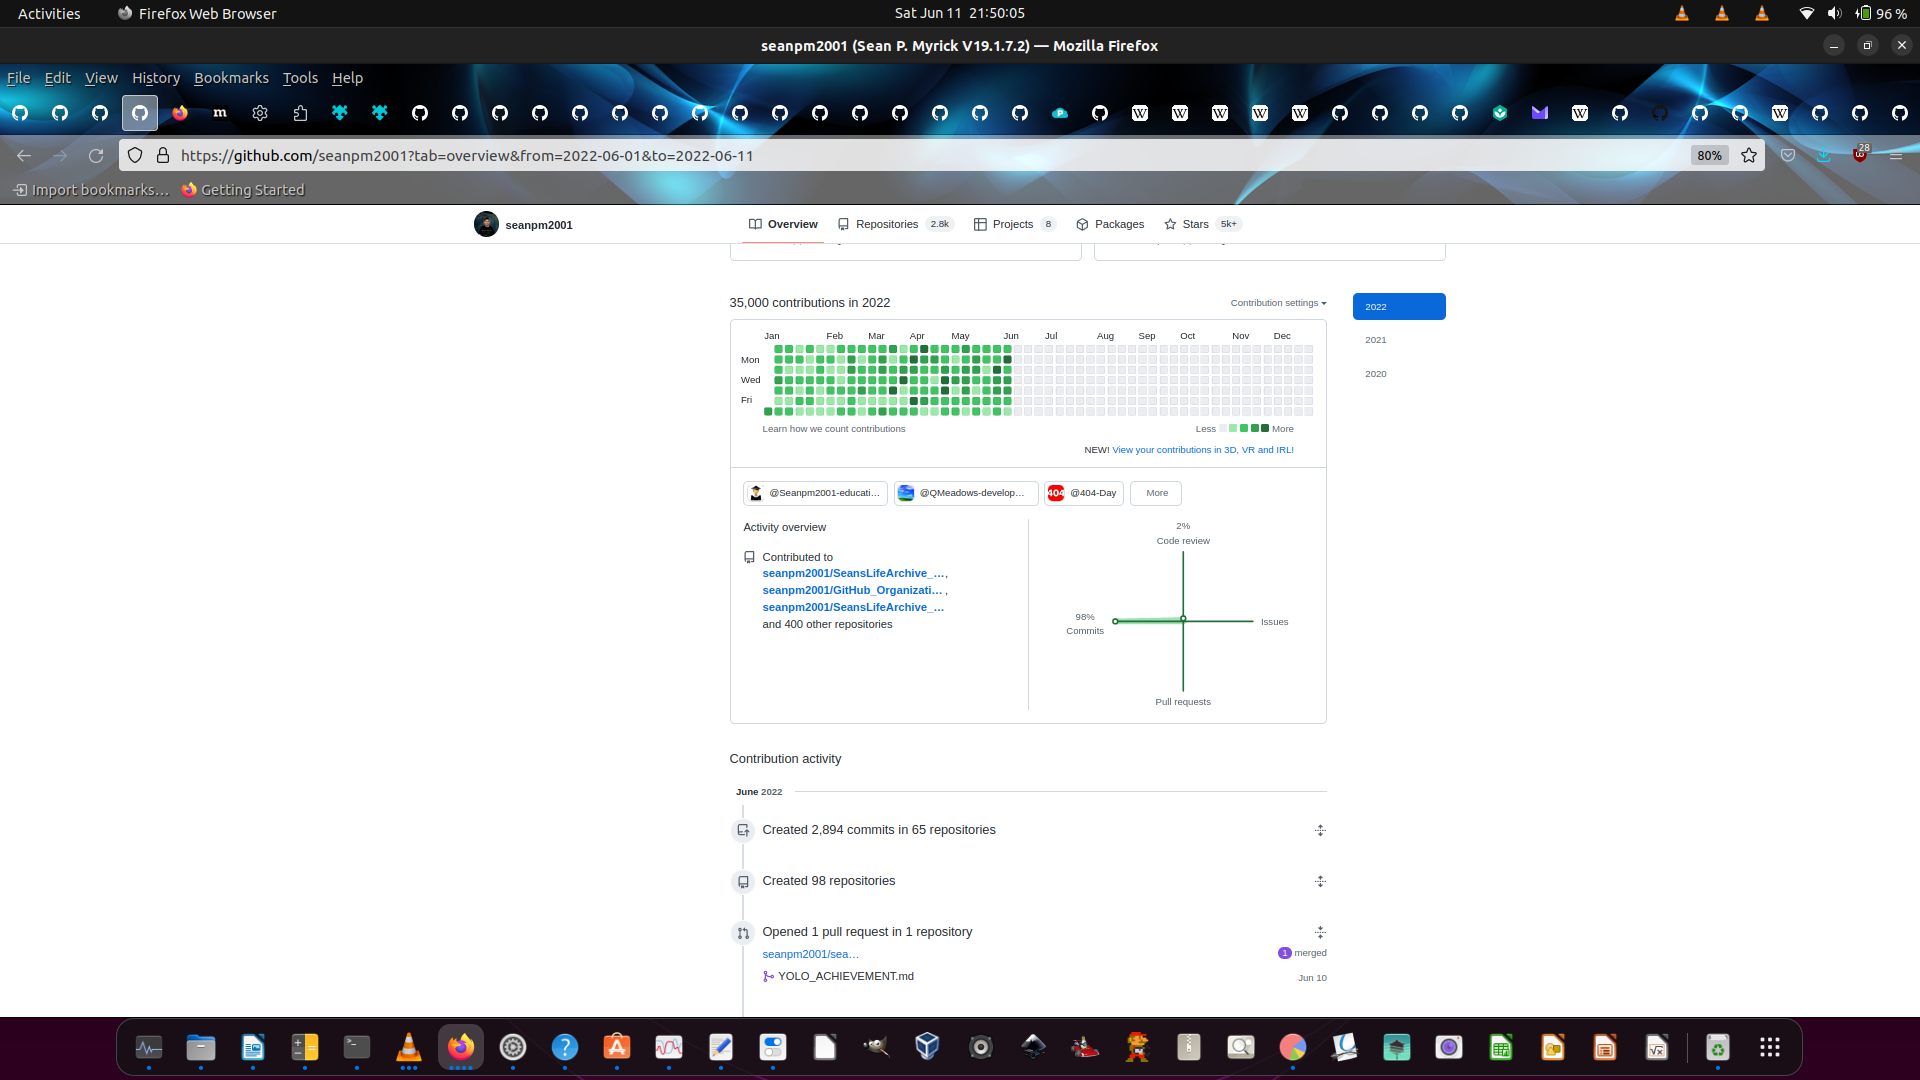 Activities
Firefox Web Browser
Sat Jun 11 21:50:05
96 %
seanpm2001 (Sean P. Myrick V19.1.7.2) — Mozilla Firefox
File Edit View History Bookmarks Tools Help
https://github.com/seanpm2001?tab=overview&from=2022-06-01&to=2022-06-11
80%
28
Import bookmarks…
Getting Started
seanpm2001
Overview
Repositories 2.8k
Projects 8
Packages
Stars 5k+
35,000 contributions in 2022
Contribution settings
2022
2021
2020
Jan Feb Mar Apr May Jun Jul Aug Sep Oct Nov Dec
Mon
Wed
Fri
Learn how we count contributions
Less More
NEW! View your contributions in 3D, VR and IRL!
@Seanpm2001-educati…
@QMeadows-develop…
404 @404-Day
More
Activity overview
Contributed to
seanpm2001/SeansLifeArchive_…,
seanpm2001/GitHub_Organizati… ,
seanpm2001/SeansLifeArchive_…
and 400 other repositories
2%
Code review
98%
Commits
Issues
Pull requests
Contribution activity
June 2022
Created 2,894 commits in 65 repositories
Created 98 repositories
Opened 1 pull request in 1 repository
seanpm2001/sea…
1 merged
YOLO_ACHIEVEMENT.md
Jun 10